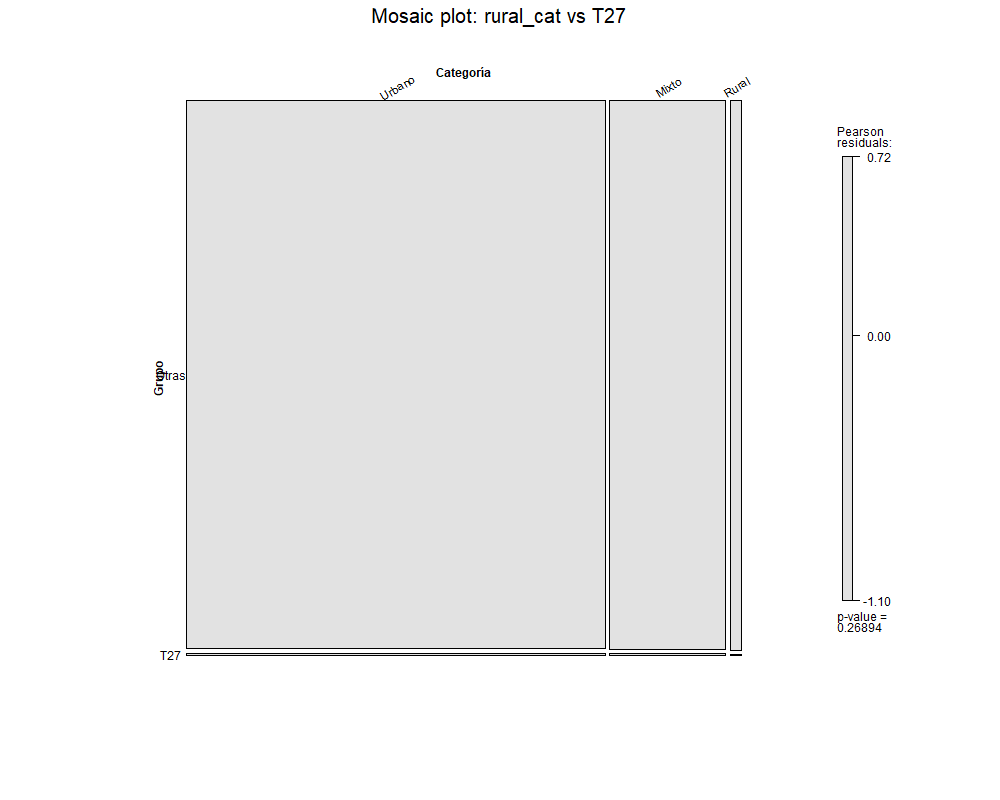 Mosaic plot: rural_cat vs T27
Categoría
Urbano
Mixto
Rural
Pearson
residuals:
0.72
0.00
-1.10
p-value =
0.26894
Grupo
Otras
T27